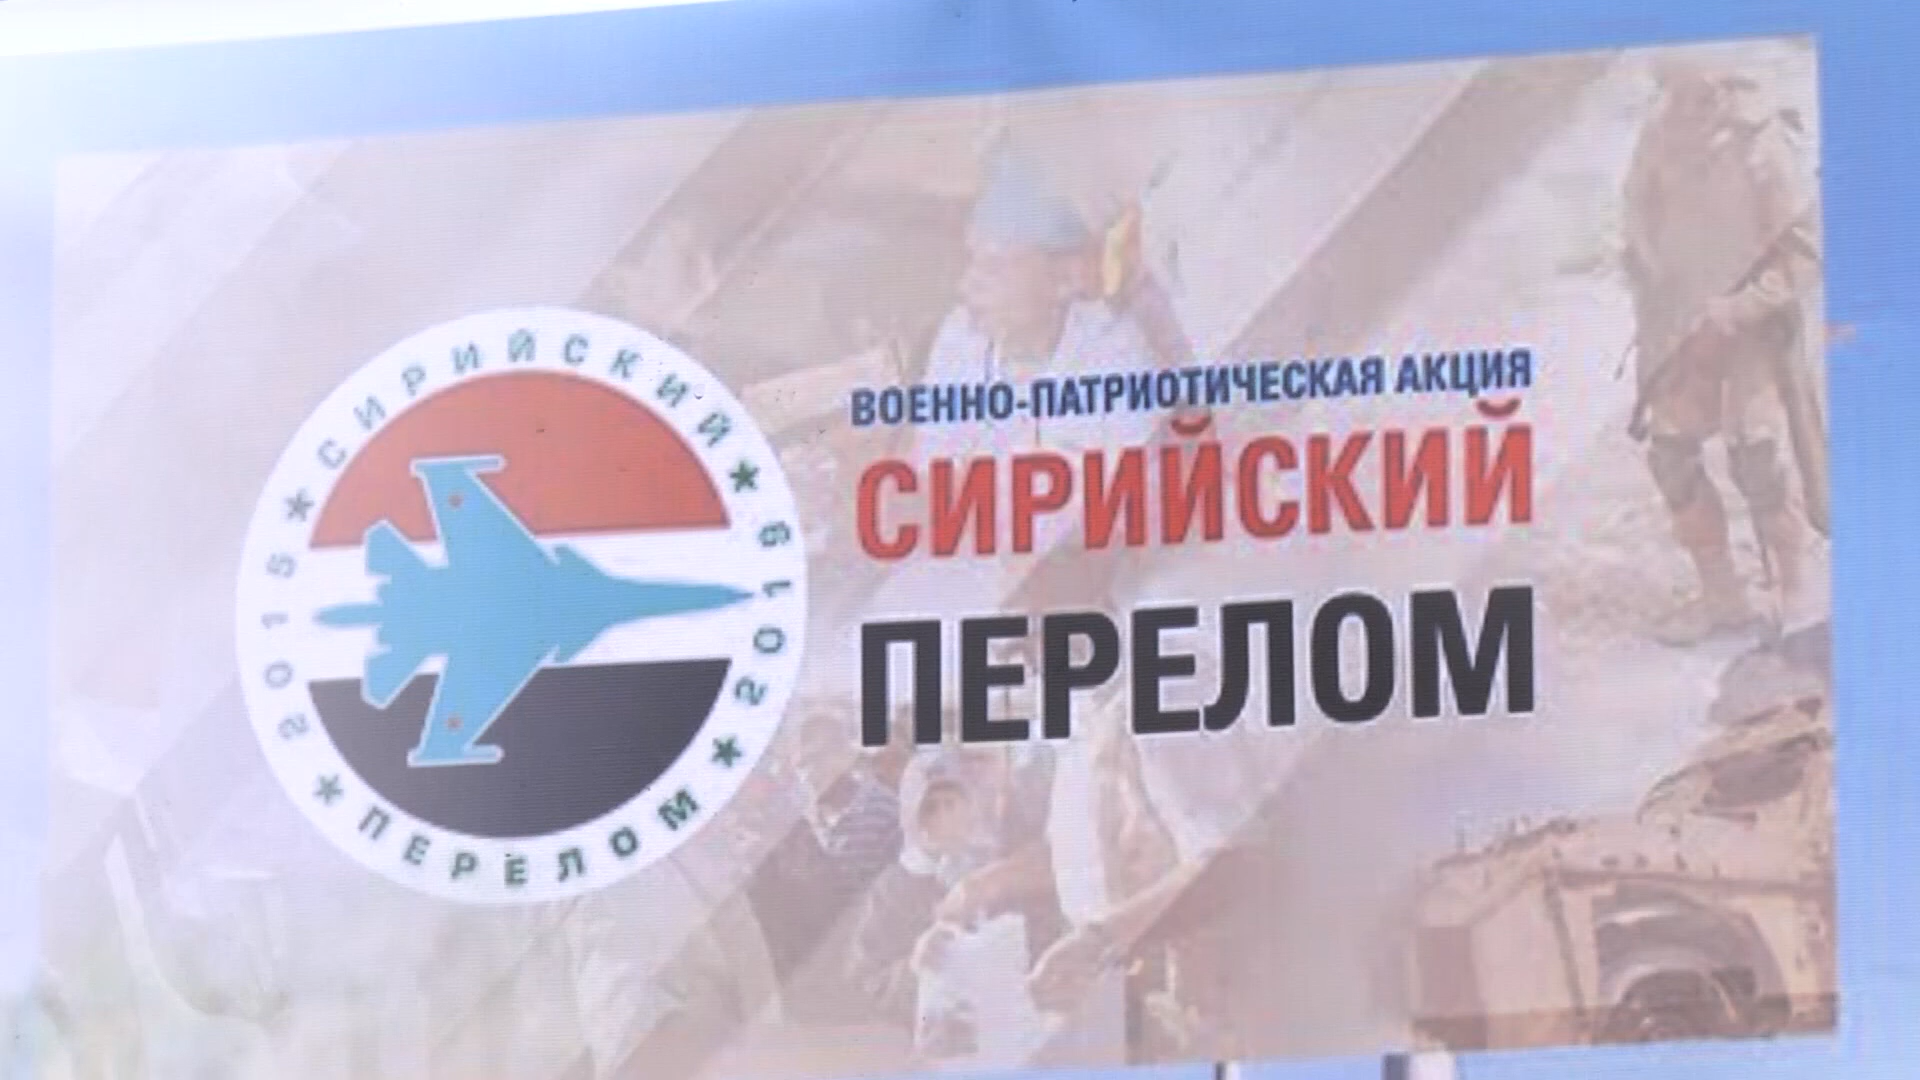 ★ СИРИЙСКИЙ ★
2015
2019
★ ПЕРЕЛОМ ★
ВОЕННО-ПАТРИОТИЧЕСКАЯ АКЦИЯ
СИРИЙСКИЙ
ПЕРЕЛОМ